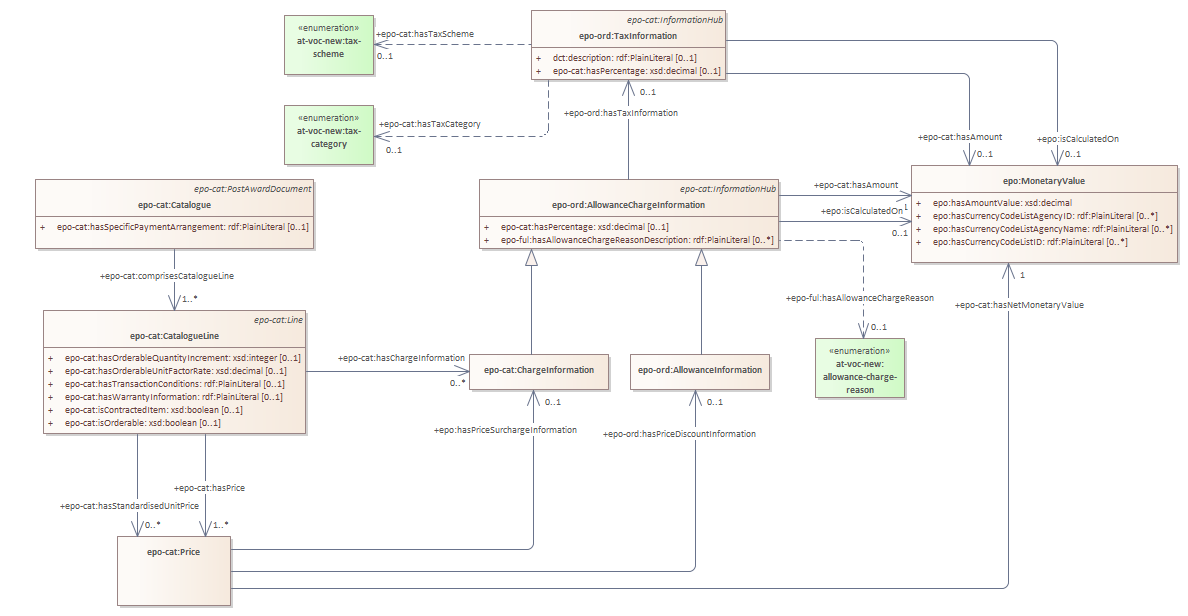 epo-cat:InformationHub
epo-ord:TaxInformation
+ dct:description: rdf:PlainLiteral [0..1]
+ epo-cat:hasPercentage: xsd:decimal [0..1]
«enumeration»
at-voc-new:tax-
scheme
+epo-cat:hasTaxScheme
0..1
«enumeration»
at-voc-new:tax-
category
+epo-cat:hasTaxCategory
0..1
0..1
+epo-ord:hasTaxInformation
+epo-cat:hasAmount
0..1
+epo:isCalculatedOn
0..1
epo-cat:PostAwardDocument
epo-cat:Catalogue
+ epo-cat:hasSpecificPaymentArrangement: rdf:PlainLiteral [0..1]
epo-cat:InformationHub
epo-ord:AllowanceChargeInformation
+ epo-cat:hasPercentage: xsd:decimal [0..1]
+ epo-ful:hasAllowanceChargeReasonDescription: rdf:PlainLiteral [0..*]
+epo-cat:hasAmount
1
+epo:isCalculatedOn
0..1
epo:MonetaryValue
+ epo:hasAmountValue: xsd:decimal
+ epo:hasCurrencyCodeListAgencyID: rdf:PlainLiteral [0..*]
+ epo:hasCurrencyCodeListAgencyName: rdf:PlainLiteral [0..*]
+ epo:hasCurrencyCodeListID: rdf:PlainLiteral [0..*]
+epo-cat:comprisesCatalogueLine
1..*
+epo-ful:hasAllowanceChargeReason
0..1
1
+epo-cat:hasNetMonetaryValue
epo-cat:Line
epo-cat:CatalogueLine
+ epo-cat:hasOrderableQuantityIncrement: xsd:integer [0..1]
+ epo-cat:hasOrderableUnitFactorRate: xsd:decimal [0..1]
+ epo-cat:hasTransactionConditions: rdf:PlainLiteral [0..1]
+ epo-cat:hasWarrantyInformation: rdf:PlainLiteral [0..1]
+ epo-cat:isContractedItem: xsd:boolean [0..1]
+ epo-cat:isOrderable: xsd:boolean [0..1]
+epo-cat:hasChargeInformation
0..*
epo-cat:ChargeInformation
epo-ord:AllowanceInformation
«enumeration»
at-voc-new:
allowance-charge-
reason
0..1
+epo:hasPriceSurchargeInformation
0..1
+epo-ord:hasPriceDiscountInformation
+epo-cat:hasPrice
1..*
+epo-cat:hasStandardisedUnitPrice
0..*
epo-cat:Price